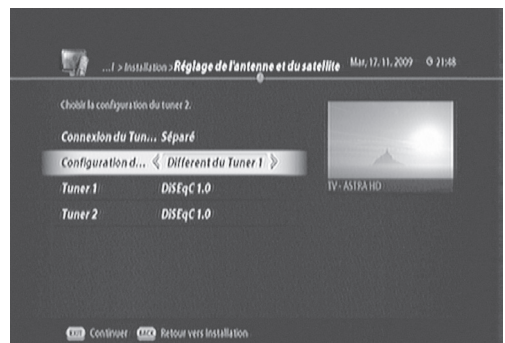 ...l > Installation > Réglage de l'antenne et du satellite Mar, 17. 11. 2009 21:48
Choisir la configuration du tuner 2.
Connexion du Tun... Séparé
Configuration d... Different du Tuner 1
Tuner 1 DiSEqC 1.0
Tuner 2 DiSEqC 1.0
TV - ASTRA HD
EXIT Continuer BACK Retour vers Installation